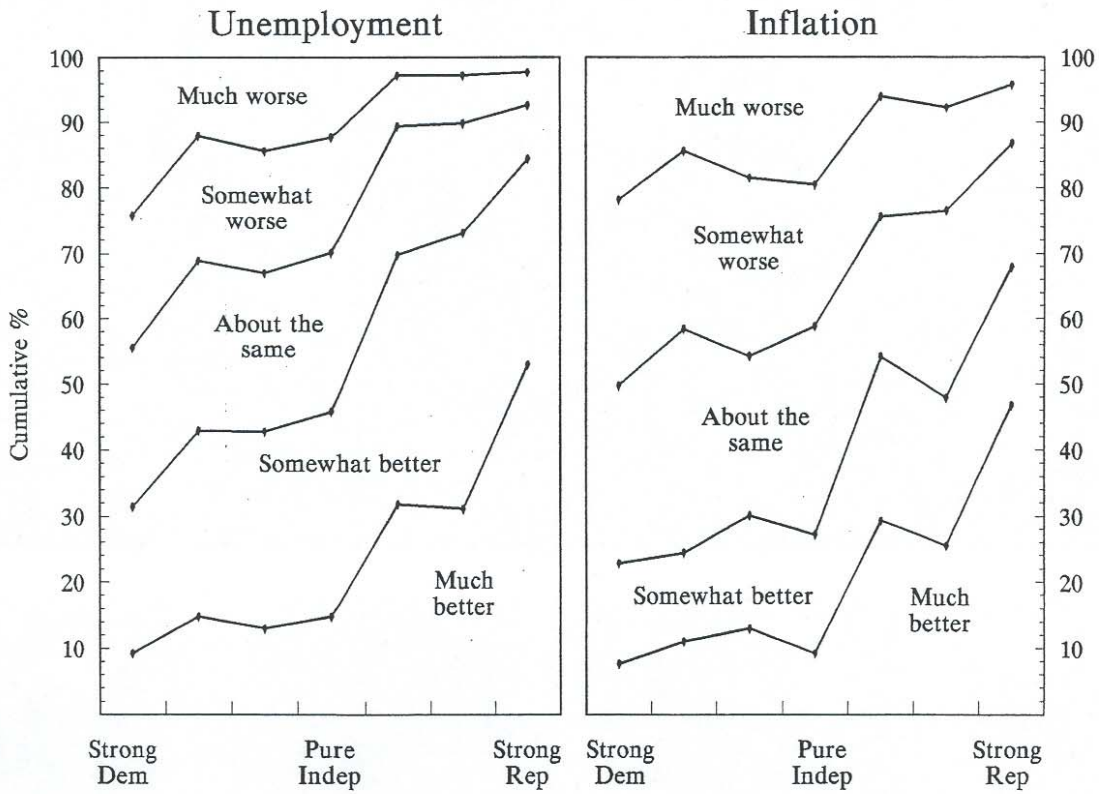 Unemployment
Inflation
100
90
80
70
60
50
40
30
20
10
Cumulative %
Much worse
Somewhat
worse
About the
same
Somewhat better
Much
better
Strong
Dem
Pure
Indep
Strong
Rep
Much worse
Somewhat
worse
About the
same
Somewhat better
Much
better
100
90
80
70
60
50
40
30
20
10
Strong
Dem
Pure
Indep
Strong
Rep